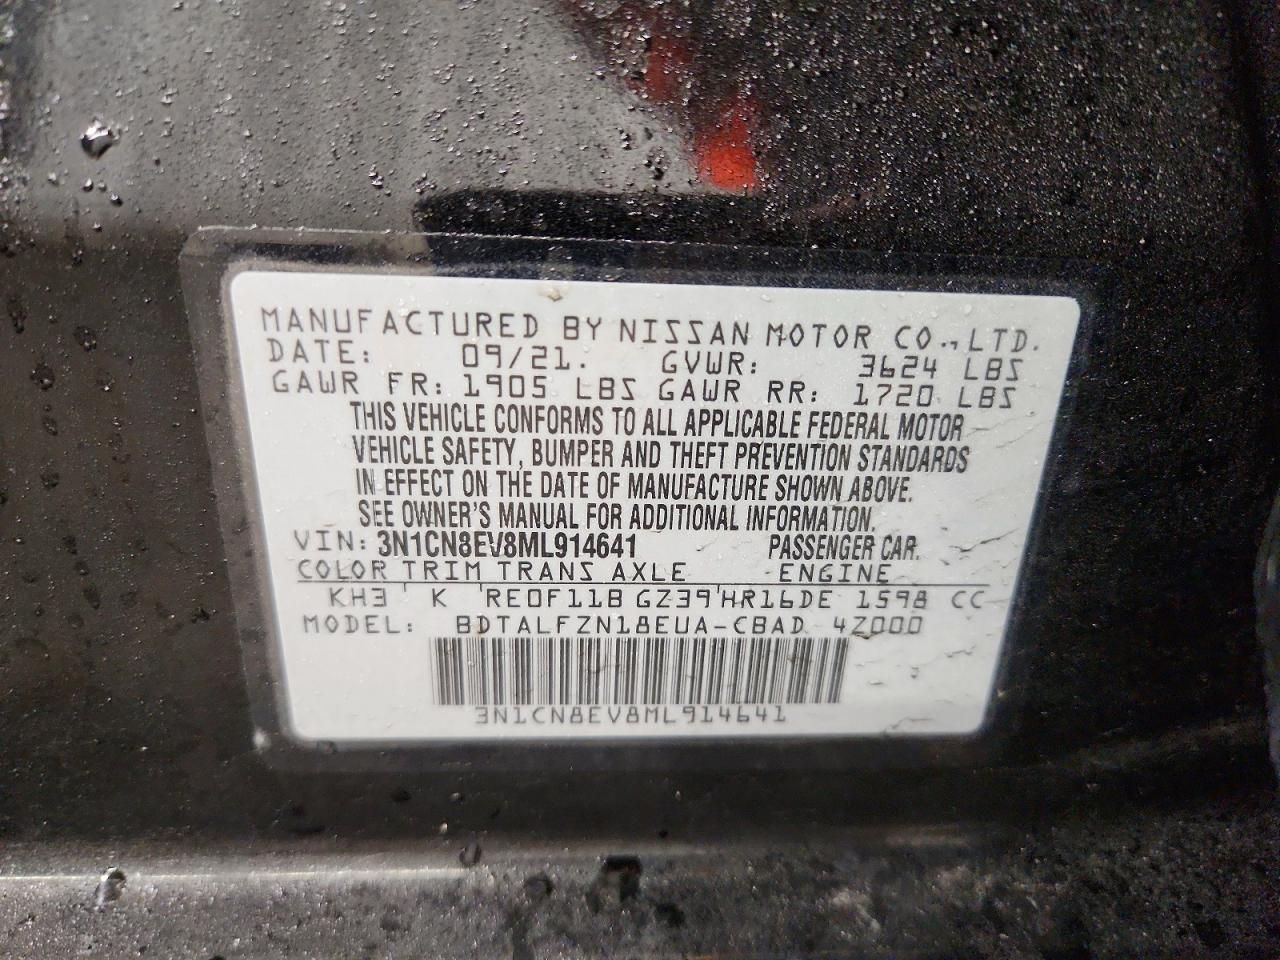 MANUFACTURED BY NISSAN MOTOR CO., LTD.
DATE: 09/21. GVWR: 3624 LBS
GAWR FR: 1905 LBS GAWR RR: 1720 LBS
THIS VEHICLE CONFORMS TO ALL APPLICABLE FEDERAL MOTOR
VEHICLE SAFETY, BUMPER AND THEFT PREVENTION STANDARDS
IN EFFECT ON THE DATE OF MANUFACTURE SHOWN ABOVE.
SEE OWNER'S MANUAL FOR ADDITIONAL INFORMATION.
VIN: 3N1CN8EV8ML914641 PASSENGER CAR.
COLOR TRIM TRANS AXLE ENGINE
KH3 K RE0F11B GZ39 HR16DE 1598 CC
MODEL: BDTALFZN18EUA-CBAD 4Z000
3N1CN8EV8ML914641